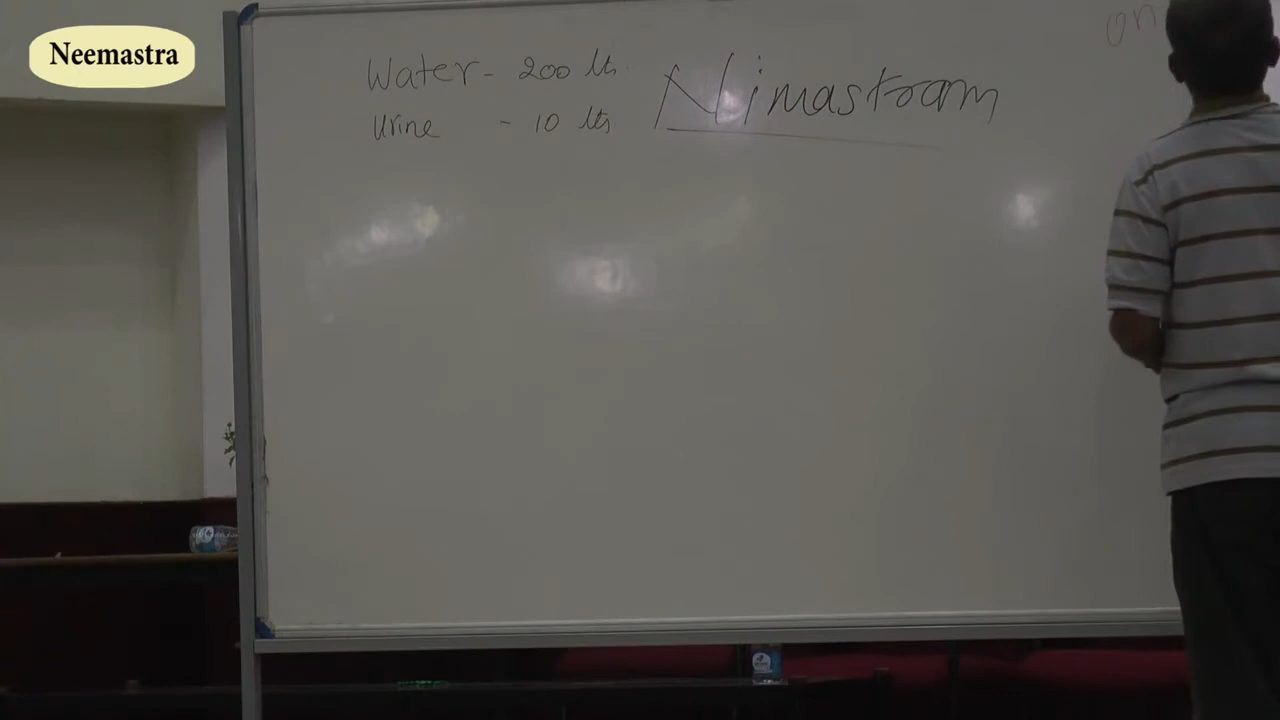 Neemastra
Water - 200 lts.
Nimastram
Urine - 10 lts